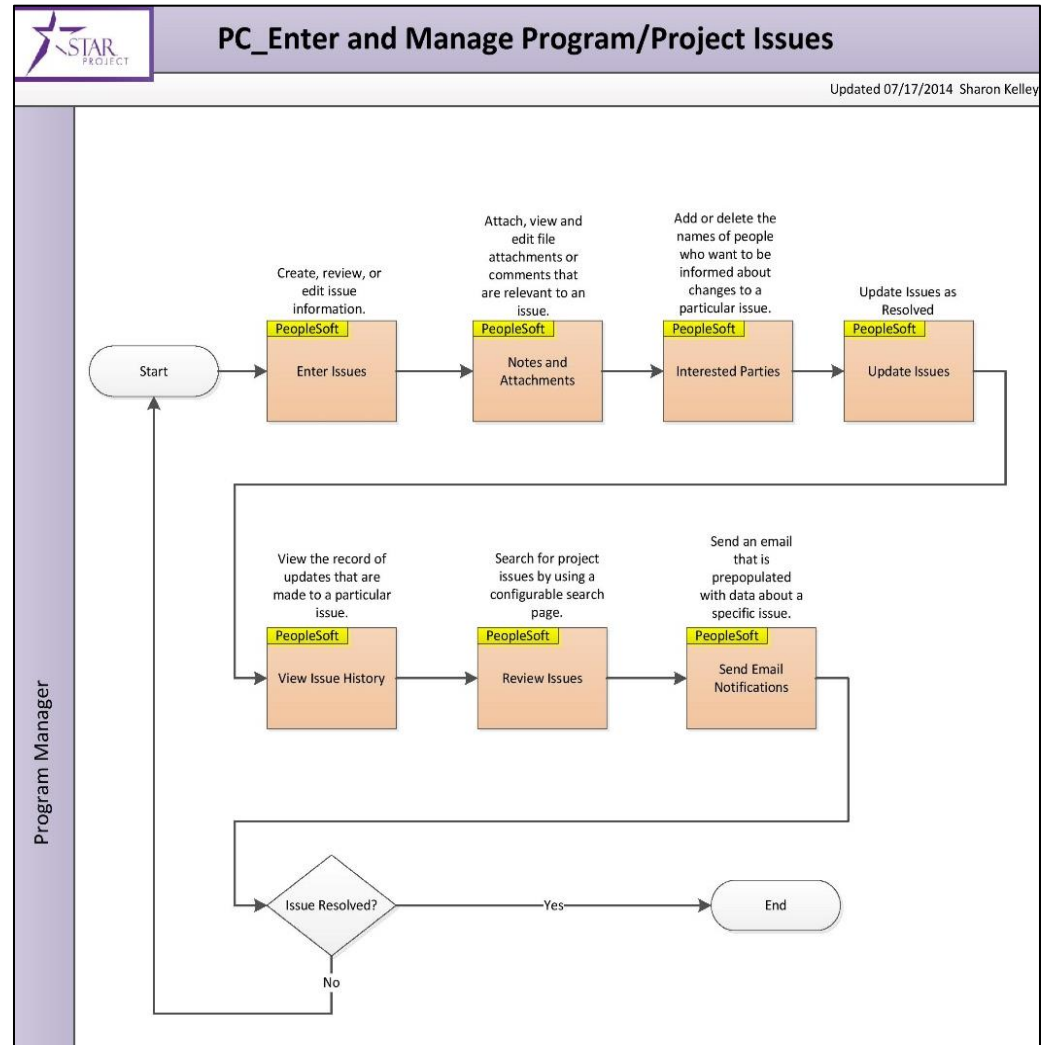 STAR
PROJECT
PC_Enter and Manage Program/Project Issues
Updated 07/17/2014 Sharon Kelley
Program Manager
Start
Create, review, or
edit issue
information.
PeopleSoft
Enter Issues
Attach, view and
edit file
attachments or
comments that
are relevant to an
issue.
PeopleSoft
Notes and
Attachments
Add or delete the
names of people
who want to be
informed about
changes to a
particular issue.
PeopleSoft
Interested Parties
Update Issues as
Resolved
PeopleSoft
Update Issues
View the record of
updates that are
made to a particular
issue.
PeopleSoft
View Issue History
Search for project
issues by using a
configurable search
page.
PeopleSoft
Review Issues
Send an email
that is
prepopulated
with data about a
specific issue.
PeopleSoft
Send Email
Notifications
Issue Resolved?
Yes
End
No